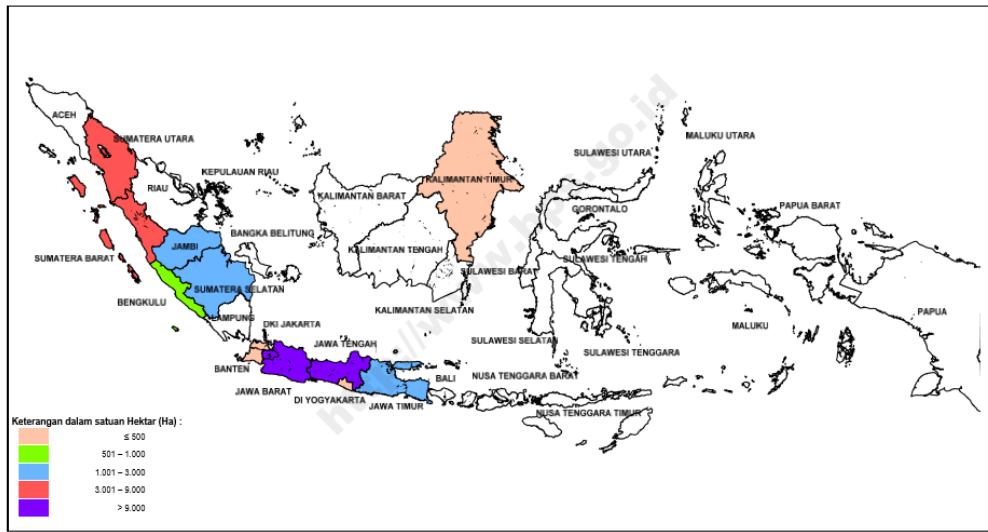 ACEH
SUMATERA UTARA
MALUKU UTARA
SULAWESI UTARA
KEPULAUAN RIAU
KALIMANTAN TIMUR
RIAU
KALIMANTAN BARAT
GORONTALO
PAPUA BARAT
BANGKA BELITUNG
JAMBI
KALIMANTAN TENGAH
SUMATERA BARAT
SULAWESI TENGAH
SULAWESI BARAT
SUMATERA SELATAN
BENGKULU
KALIMANTAN SELATAN
PAPUA
LAMPUNG
DKI JAKARTA
MALUKU
JAWA TENGAH
SULAWESI SELATAN
SULAWESI TENGGARA
BANTEN
BALI
NUSA TENGGARA BARAT
JAWA BARAT
DI YOGYAKARTA
JAWA TIMUR
NUSA TENGGARA TIMUR
Keterangan dalam satuan Hektar (Ha) :
≤ 500
501 – 1.000
1.001 – 3.000
3.001 – 9.000
> 9.000